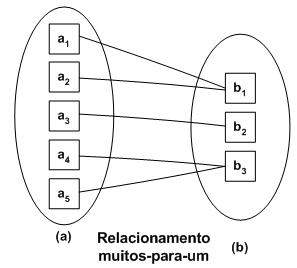 a1
a2
a3
a4
a5
b1
b2
b3
(a)
Relacionamento
muitos-para-um
(b)